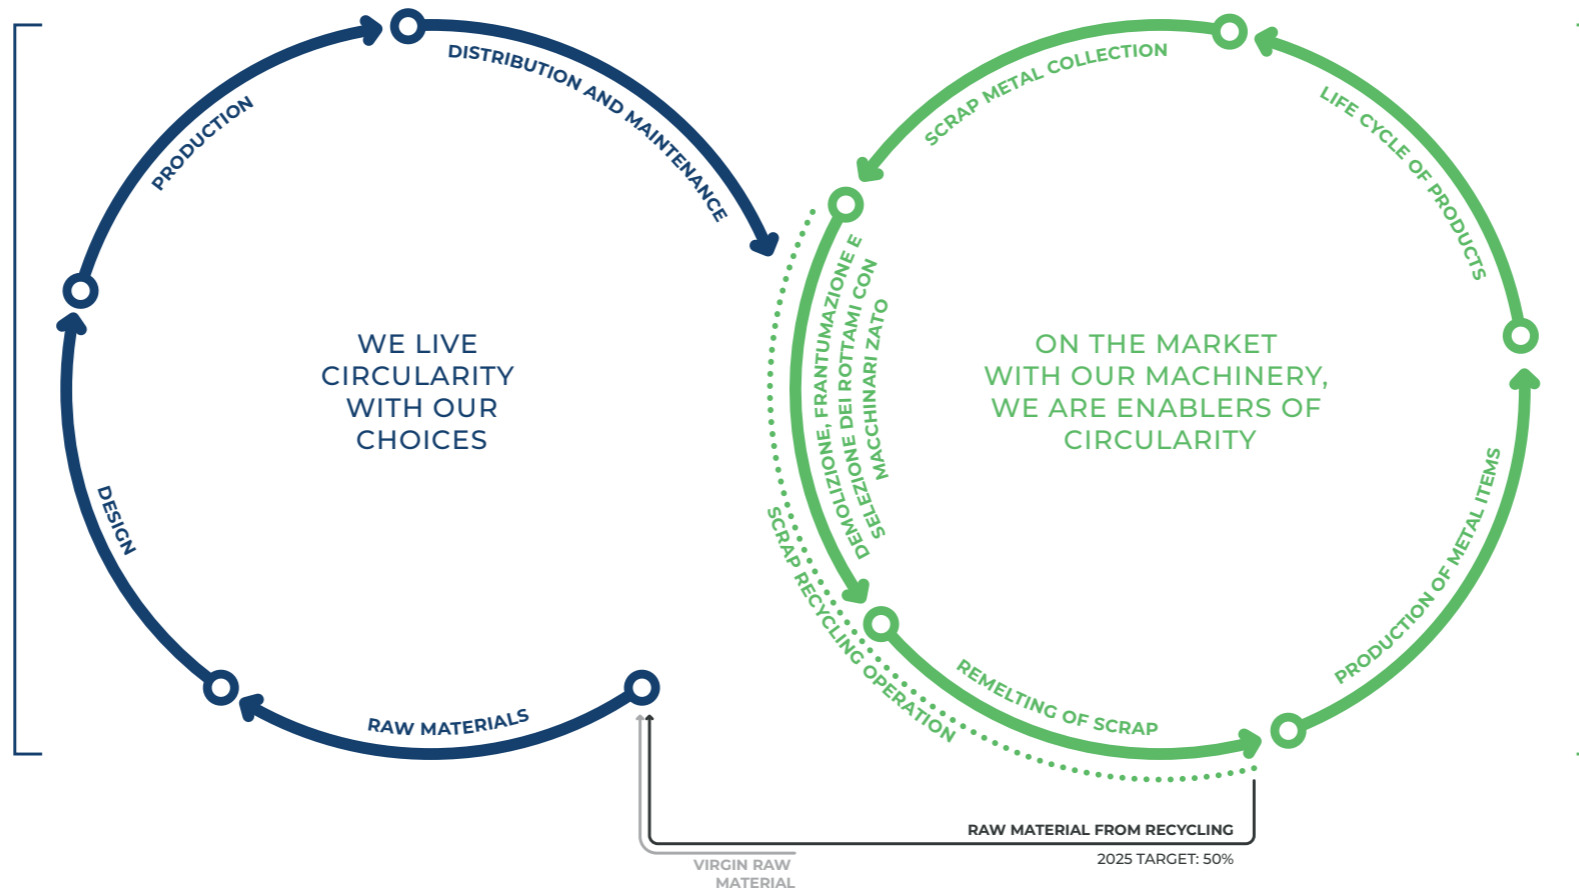 DISTRIBUTION AND MAINTENANCE
PRODUCTION
DESIGN
RAW MATERIALS
WE LIVE
CIRCULARITY
WITH OUR
CHOICES
SCRAP METAL COLLECTION
LIFE CYCLE OF PRODUCTS
DEMOLIZIONE, FRANTUMAZIONE E
SELEZIONE DEI ROTTAMI CON
MACCHINARI ZATO
ON THE MARKET
WITH OUR MACHINERY,
WE ARE ENABLERS OF
CIRCULARITY
SCRAP RECYCLING OPERATION
REMELTING OF SCRAP
PRODUCTION OF METAL ITEMS
RAW MATERIAL FROM RECYCLING
2025 TARGET: 50%
VIRGIN RAW
MATERIAL